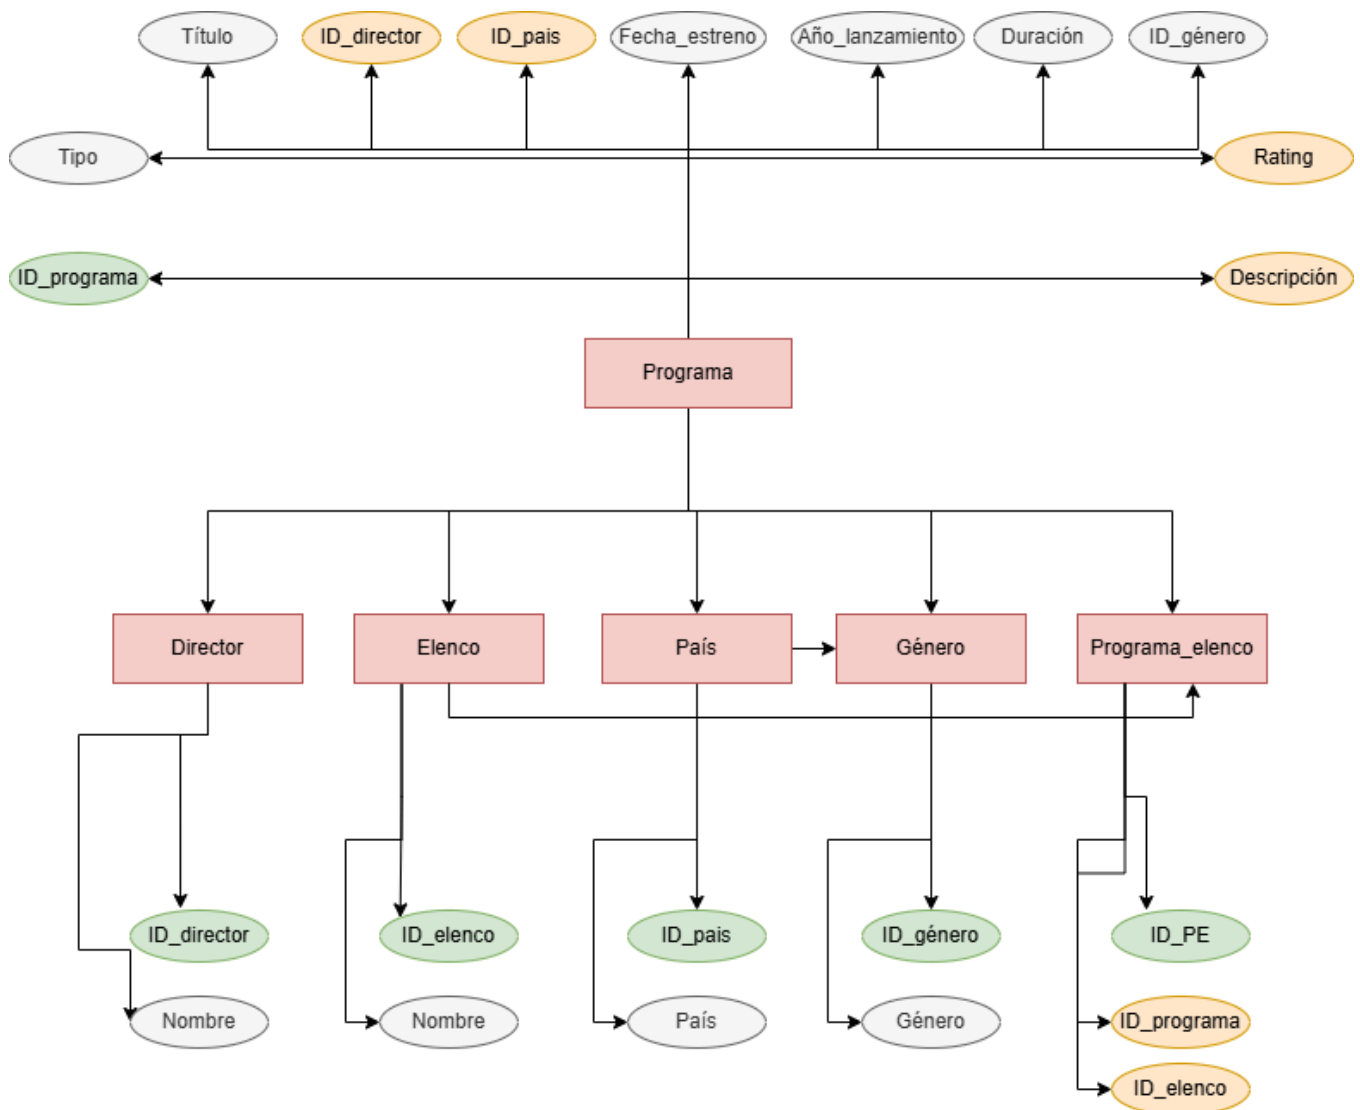 Título
ID_director
ID_pais
Fecha_estreno
Año_lanzamiento
Duración
ID_género
Tipo
Rating
ID_programa
Descripción
Programa
Director
Elenco
País
Género
Programa_elenco
ID_director
ID_elenco
ID_pais
ID_género
ID_PE
Nombre
Nombre
País
Género
ID_programa
ID_elenco